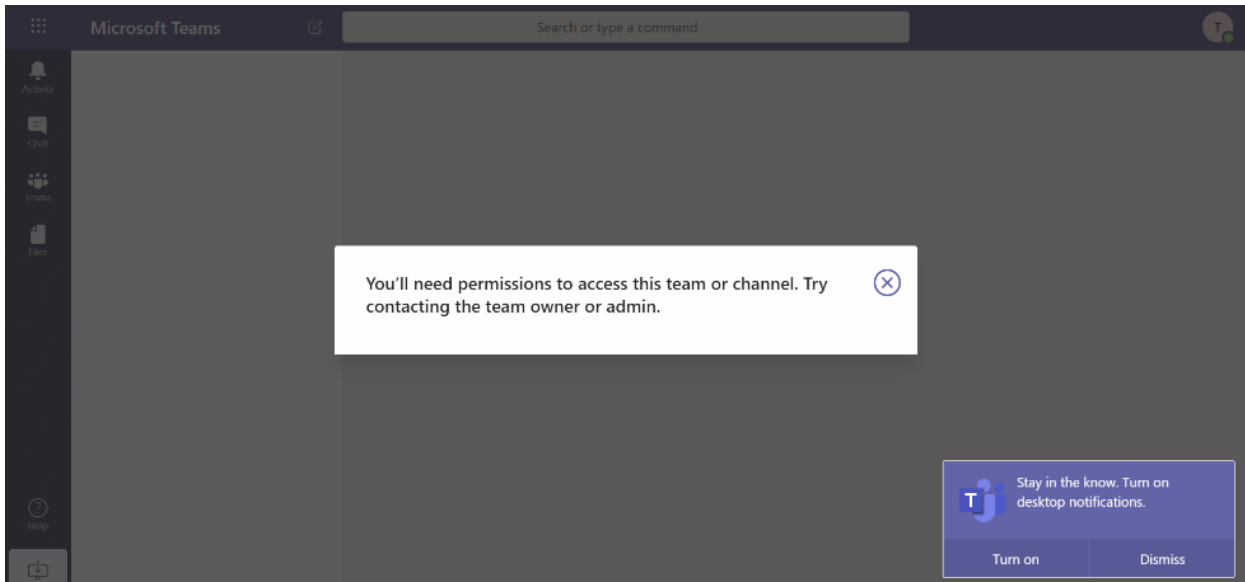 Microsoft Teams
Search or type a command
T
Activity
Chat
Teams
Files
You'll need permissions to access this team or channel. Try
contacting the team owner or admin.
Stay in the know. Turn on
desktop notifications.
T
Turn on
Dismiss
Help